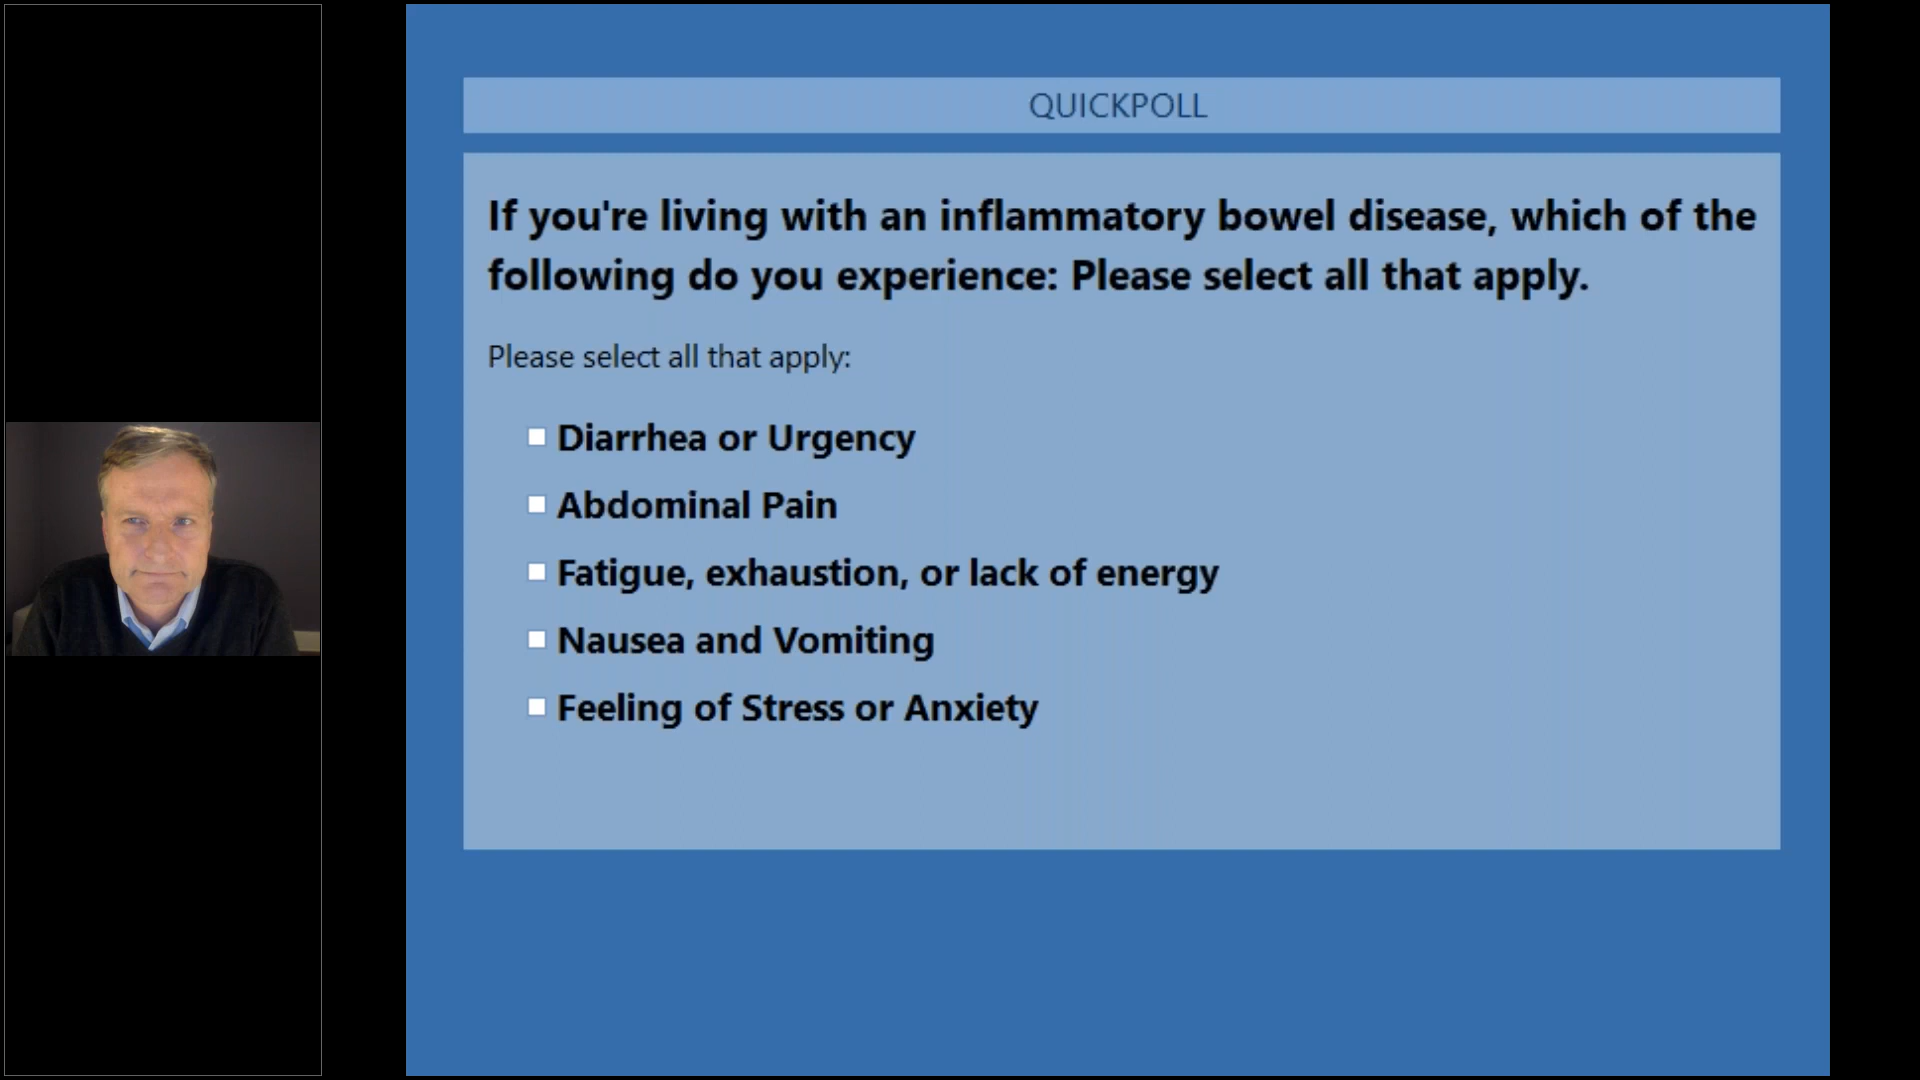 QUICKPOLL
If you're living with an inflammatory bowel disease, which of the
following do you experience: Please select all that apply.
Please select all that apply:
Diarrhea or Urgency
Abdominal Pain
Fatigue, exhaustion, or lack of energy
Nausea and Vomiting
Feeling of Stress or Anxiety